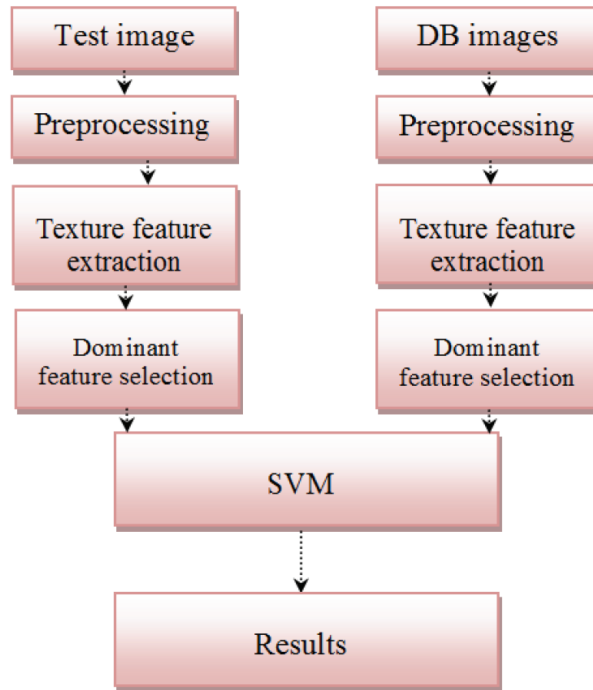 Test image
DB images
Preprocessing
Preprocessing
Texture feature
extraction
Texture feature
extraction
Dominant
feature selection
Dominant
feature selection
SVM
Results